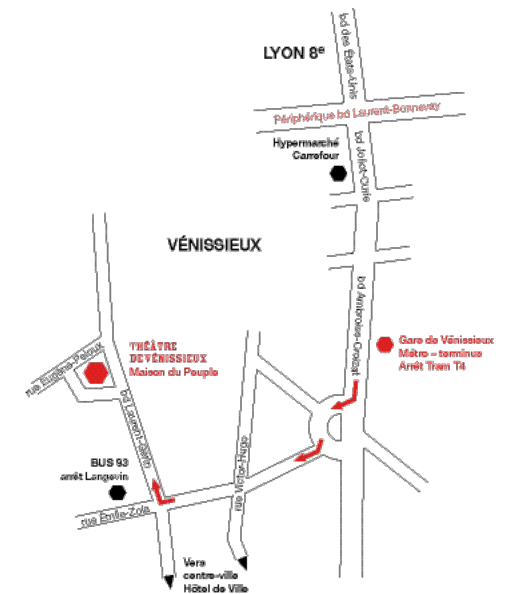 bd des États-Unis
LYON 8e
Périphérique bd Laurent-Bonnevay
Hypermarché
Carrefour
bd Joliot-Curie
VÉNISSIEUX
bd Ambroise-Croizat
THÉÂTRE
DE VÉNISSIEUX
Maison du Peuple
Gare de Vénissieux
Métro – terminus
Arrêt Tram T4
rue Eugène-Peloux
bd Laurent-Gérin
rue Victor-Hugo
BUS 93
arrêt Langevin
rue Émile-Zola
Vers
centre-ville
Hôtel de Ville